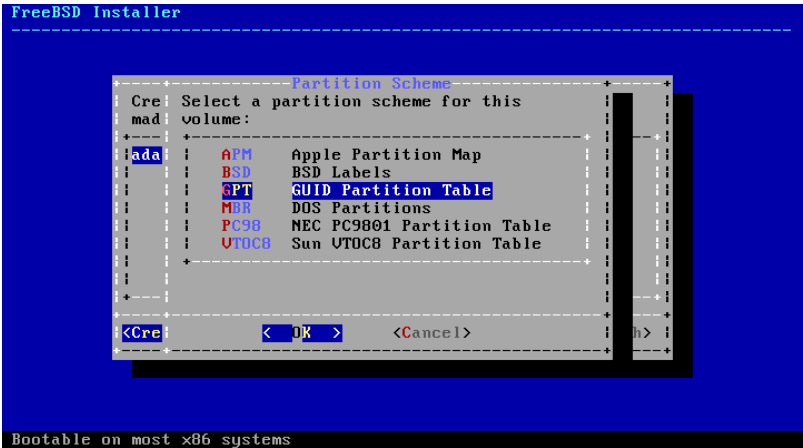 FreeBSD Installer
Partition Scheme
Cre Select a partition scheme for this
mad volume:
ada APM Apple Partition Map
BSD BSD Labels
GPT GUID Partition Table
MBR DOS Partitions
PC98 NEC PC9801 Partition Table
VTOC8 Sun VTOC8 Partition Table
<Cre < OK > <Cancel> h>
Bootable on most x86 systems